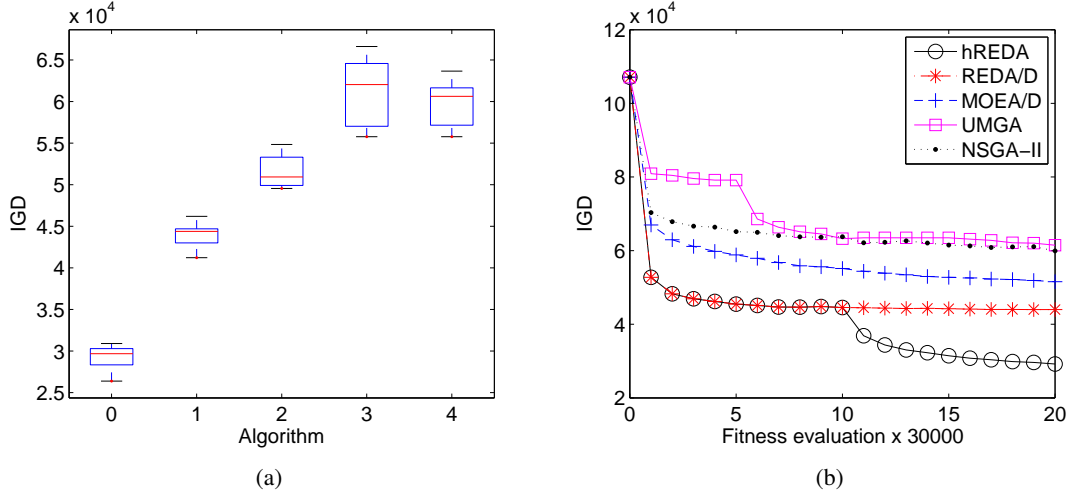 x 10^4
6.5
6
5.5
5
4.5
4
3.5
3
2.5
IGD
0 1 2 3 4
Algorithm
(a)
x 10^4
12
10
8
6
4
2
IGD
hREDA
REDA/D
MOEA/D
UMGA
NSGA−II
0 5 10 15 20
Fitness evaluation x 30000
(b)